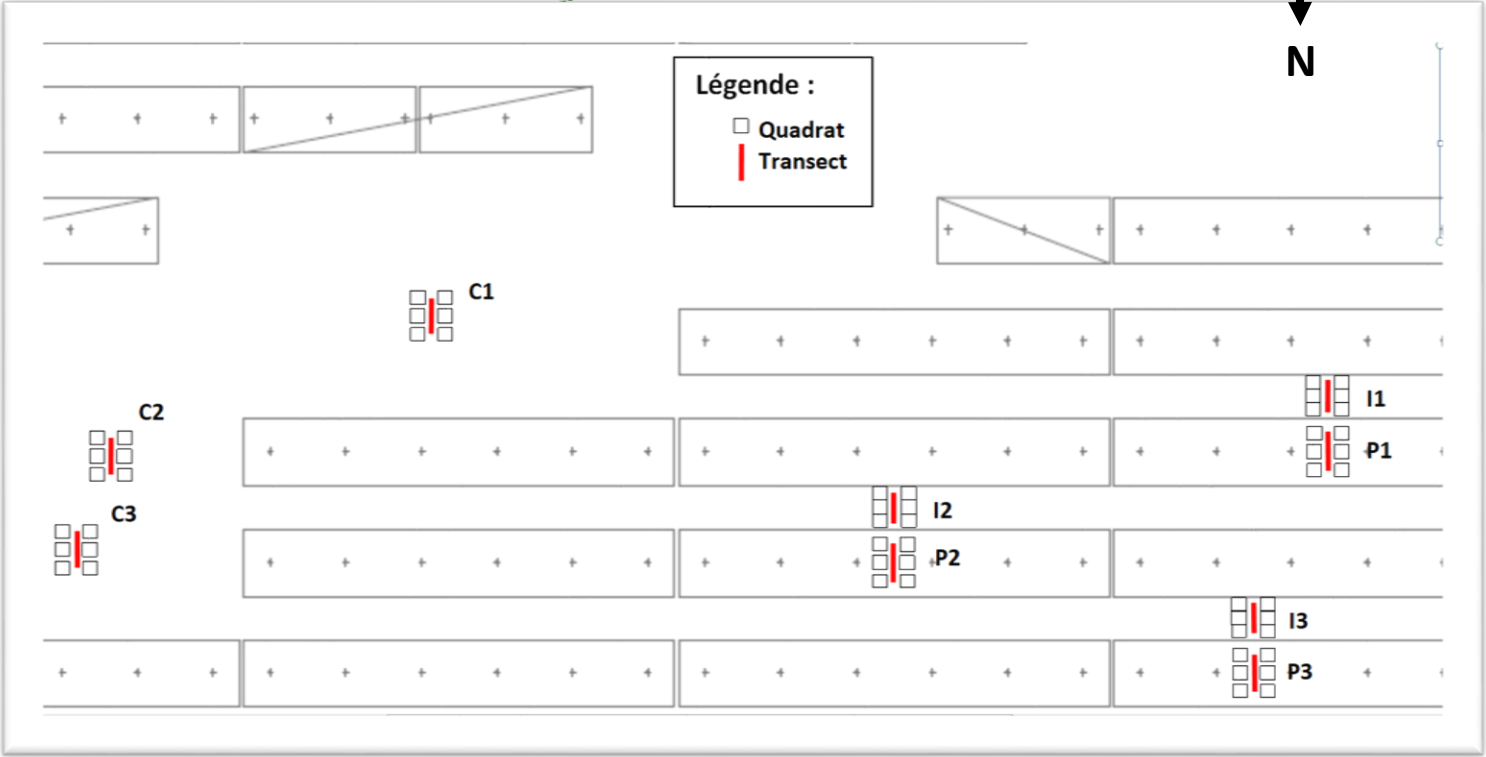 N
Légende :
Quadrat
Transect
C1
I1
C2
P1
I2
C3
P2
I3
P3